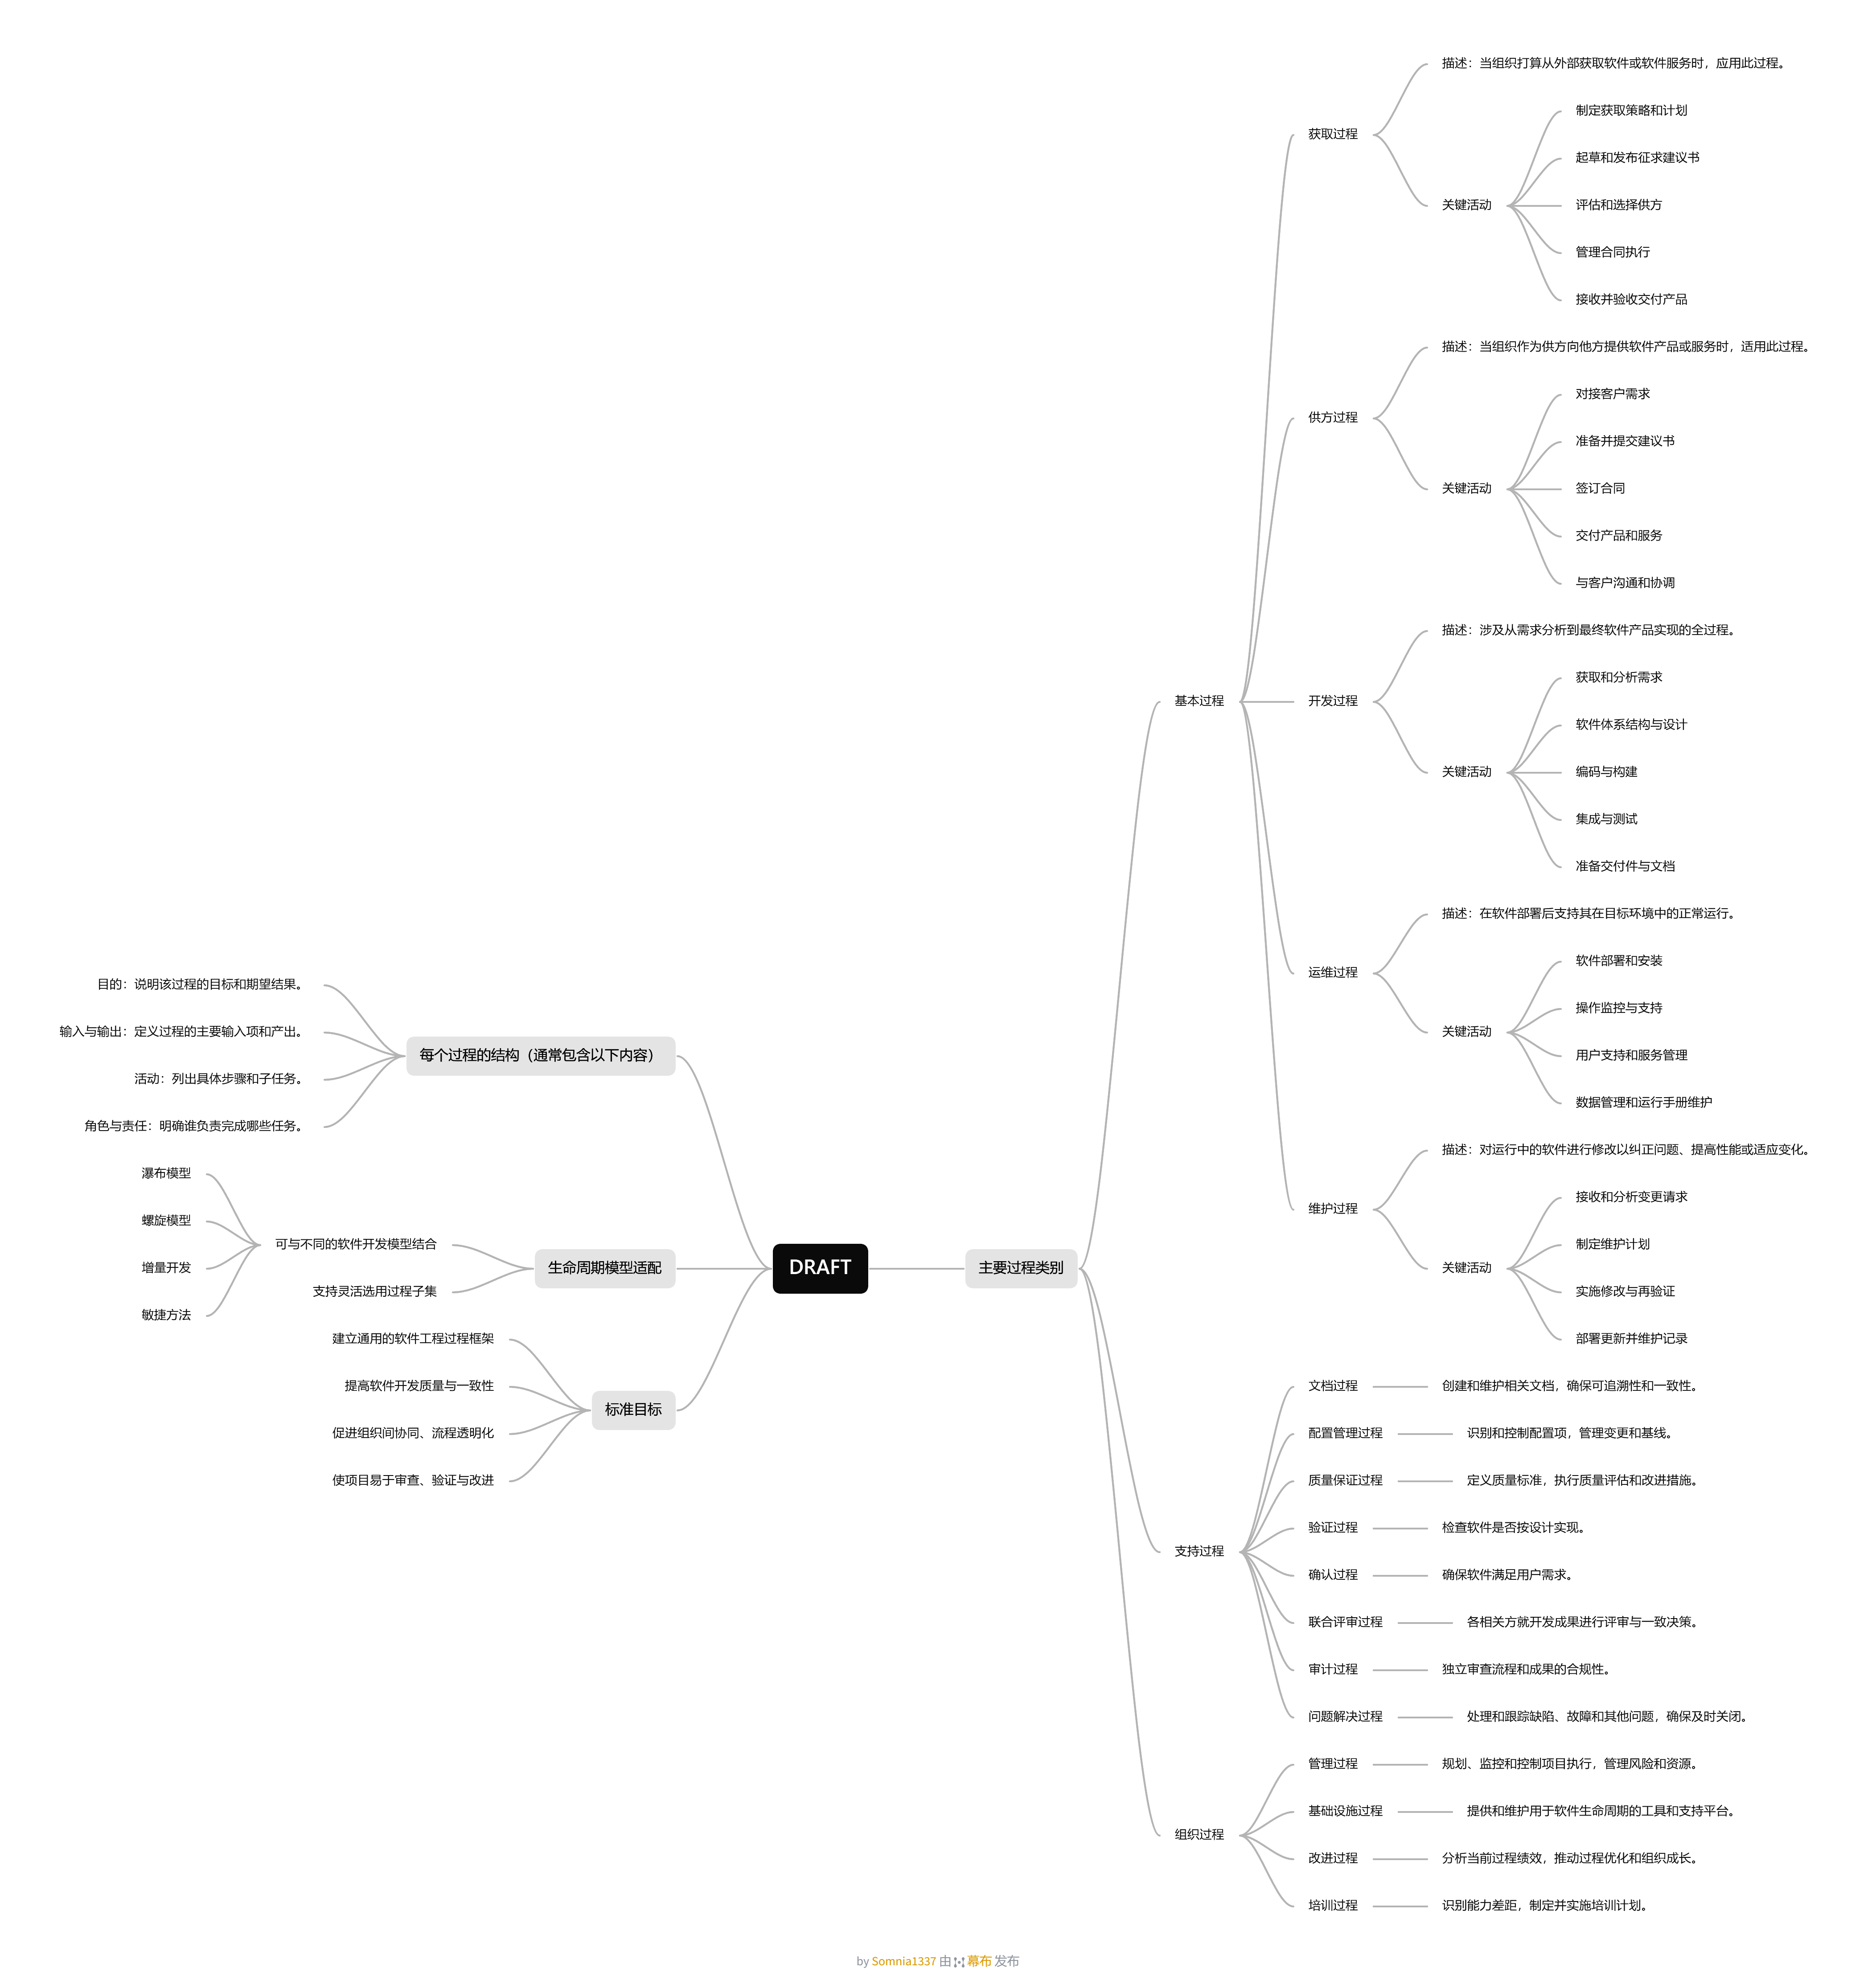 DRAFT
主要过程类别
基本过程
获取过程
描述：当组织打算从外部获取软件或软件服务时，应用此过程。
关键活动
制定获取策略和计划
起草和发布征求建议书
评估和选择供方
管理合同执行
接收并验收交付产品
供方过程
描述：当组织作为供方向他方提供软件产品或服务时，适用此过程。
关键活动
对接客户需求
准备并提交建议书
签订合同
交付产品和服务
与客户沟通和协调
开发过程
描述：涉及从需求分析到最终软件产品实现的全过程。
关键活动
获取和分析需求
软件体系结构与设计
编码与构建
集成与测试
准备交付件与文档
运维过程
描述：在软件部署后支持其在目标环境中的正常运行。
关键活动
软件部署和安装
操作监控与支持
用户支持和服务管理
数据管理和运行手册维护
维护过程
描述：对运行中的软件进行修改以纠正问题、提高性能或适应变化。
关键活动
接收和分析变更请求
制定维护计划
实施修改与再验证
部署更新并维护记录
支持过程
文档过程
创建和维护相关文档，确保可追溯性和一致性。
配置管理过程
识别和控制配置项，管理变更和基线。
质量保证过程
定义质量标准，执行质量评估和改进措施。
验证过程
检查软件是否按设计实现。
确认过程
确保软件满足用户需求。
联合评审过程
各相关方就开发成果进行评审与一致决策。
审计过程
独立审查流程和成果的合规性。
问题解决过程
处理和跟踪缺陷、故障和其他问题，确保及时关闭。
组织过程
管理过程
规划、监控和控制项目执行，管理风险和资源。
基础设施过程
提供和维护用于软件生命周期的工具和支持平台。
改进过程
分析当前过程绩效，推动过程优化和组织成长。
培训过程
识别能力差距，制定并实施培训计划。
每个过程的结构（通常包含以下内容）
目的：说明该过程的目标和期望结果。
输入与输出：定义过程的主要输入项和产出。
活动：列出具体步骤和子任务。
角色与责任：明确谁负责完成哪些任务。
生命周期模型适配
可与不同的软件开发模型结合
瀑布模型
螺旋模型
增量开发
敏捷方法
支持灵活选用过程子集
标准目标
建立通用的软件工程过程框架
提高软件开发质量与一致性
促进组织间协同、流程透明化
使项目易于审查、验证与改进
by Somnia1337 由 幕布 发布